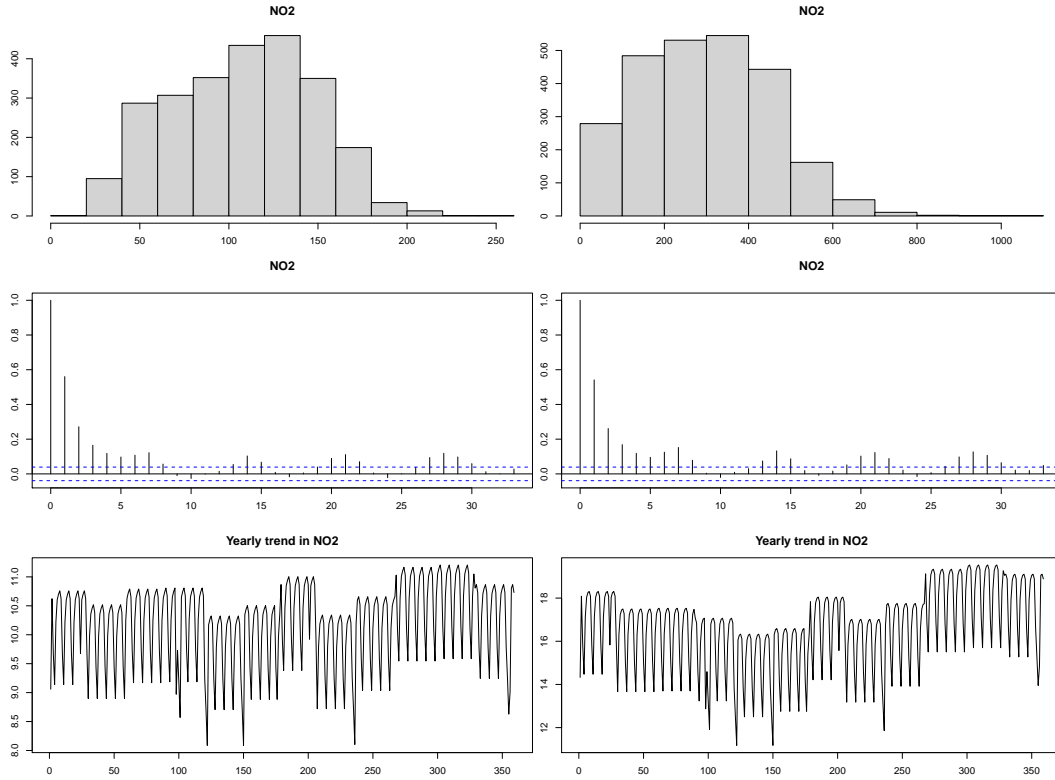 NO2
NO2
0 100 200 300 400
0 50 100 150 200 250
0 100 200 300 400 500
0 200 400 600 800 1000
NO2
NO2
0.0 0.2 0.4 0.6 0.8 1.0
0 5 10 15 20 25 30
0.0 0.2 0.4 0.6 0.8 1.0
0 5 10 15 20 25 30
Yearly trend in NO2
Yearly trend in NO2
8.0 8.5 9.0 9.5 10.0 10.5 11.0
0 50 100 150 200 250 300 350
12 14 16 18
0 50 100 150 200 250 300 350